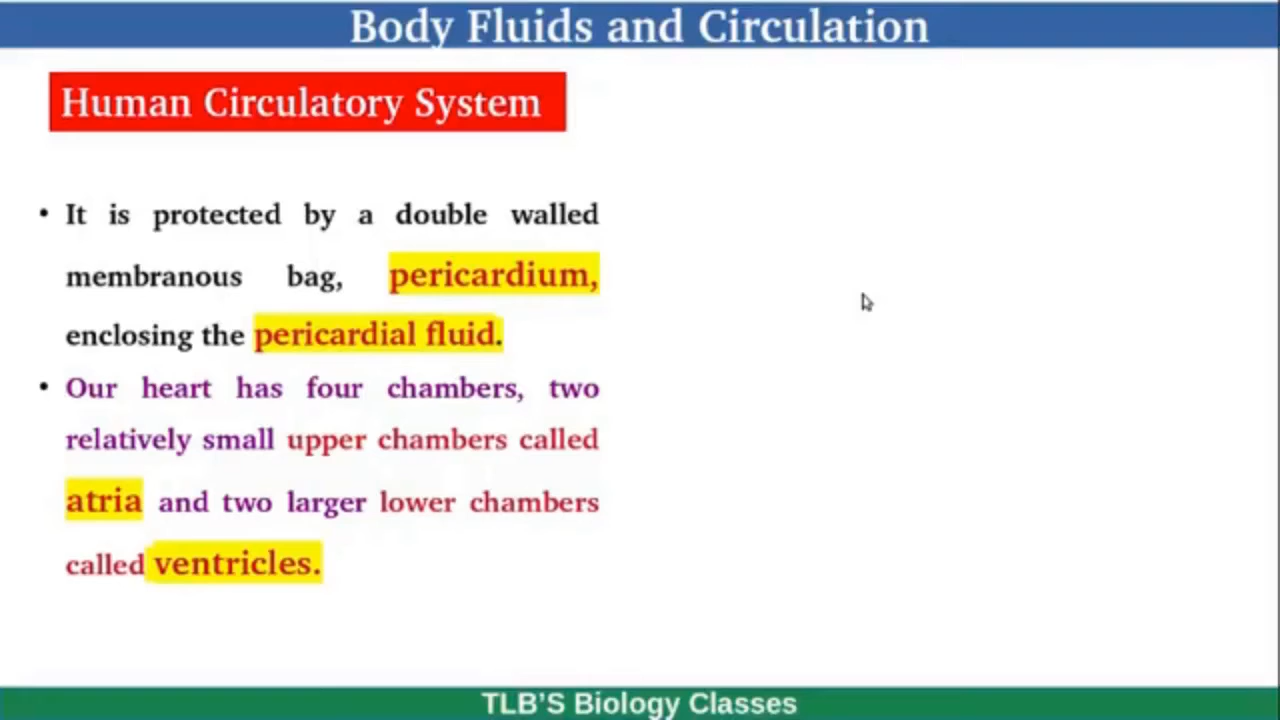 Body Fluids and Circulation
Human Circulatory System
• It is protected by a double walled
membranous bag, pericardium,
enclosing the pericardial fluid.
• Our heart has four chambers, two
relatively small upper chambers called
atria and two larger lower chambers
called ventricles.
TLB’S Biology Classes